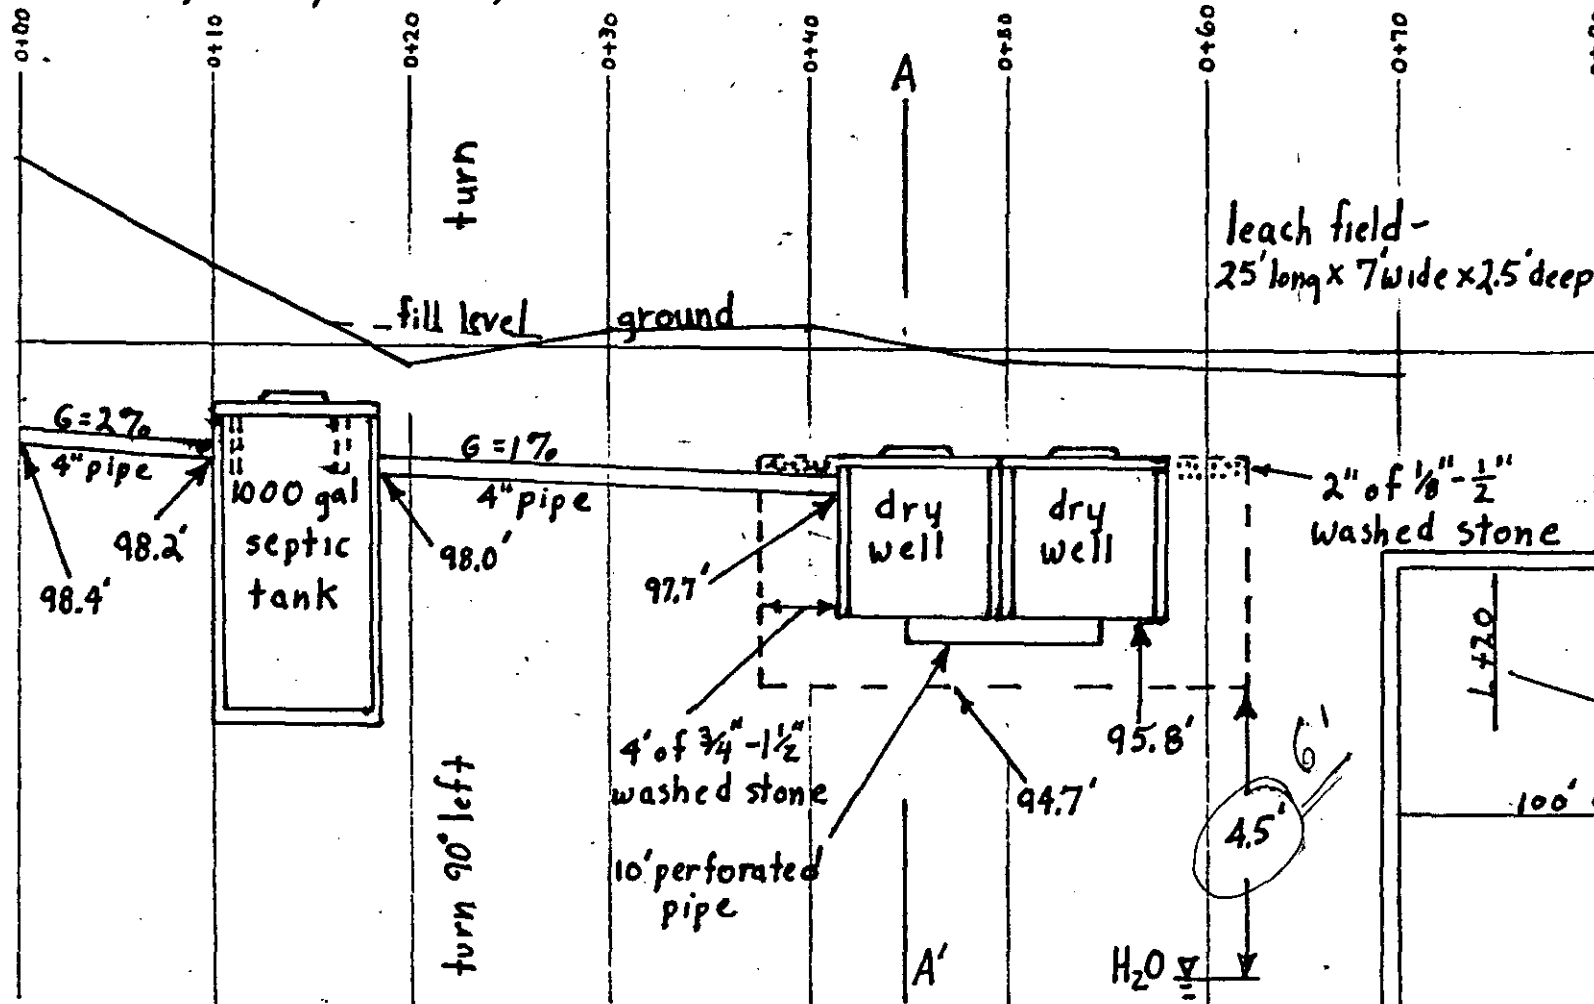 0+00
0+10
0+20
0+30
0+40
0+50
0+60
0+70
A
turn
leach field-
25' long x 7' wide x 2.5' deep
fill level
ground
G=2%
4" pipe
98.4'
98.2'
1000 gal
septic
tank
G=1%
4" pipe
98.0'
97.7'
dry
well
dry
well
2" of 1/8"-1/2"
washed stone
4' of 3/4"-1 1/2"
washed stone
10' perforated
pipe
94.7'
95.8'
4.5'
6'
100'
turn 90° left
A'
H₂O